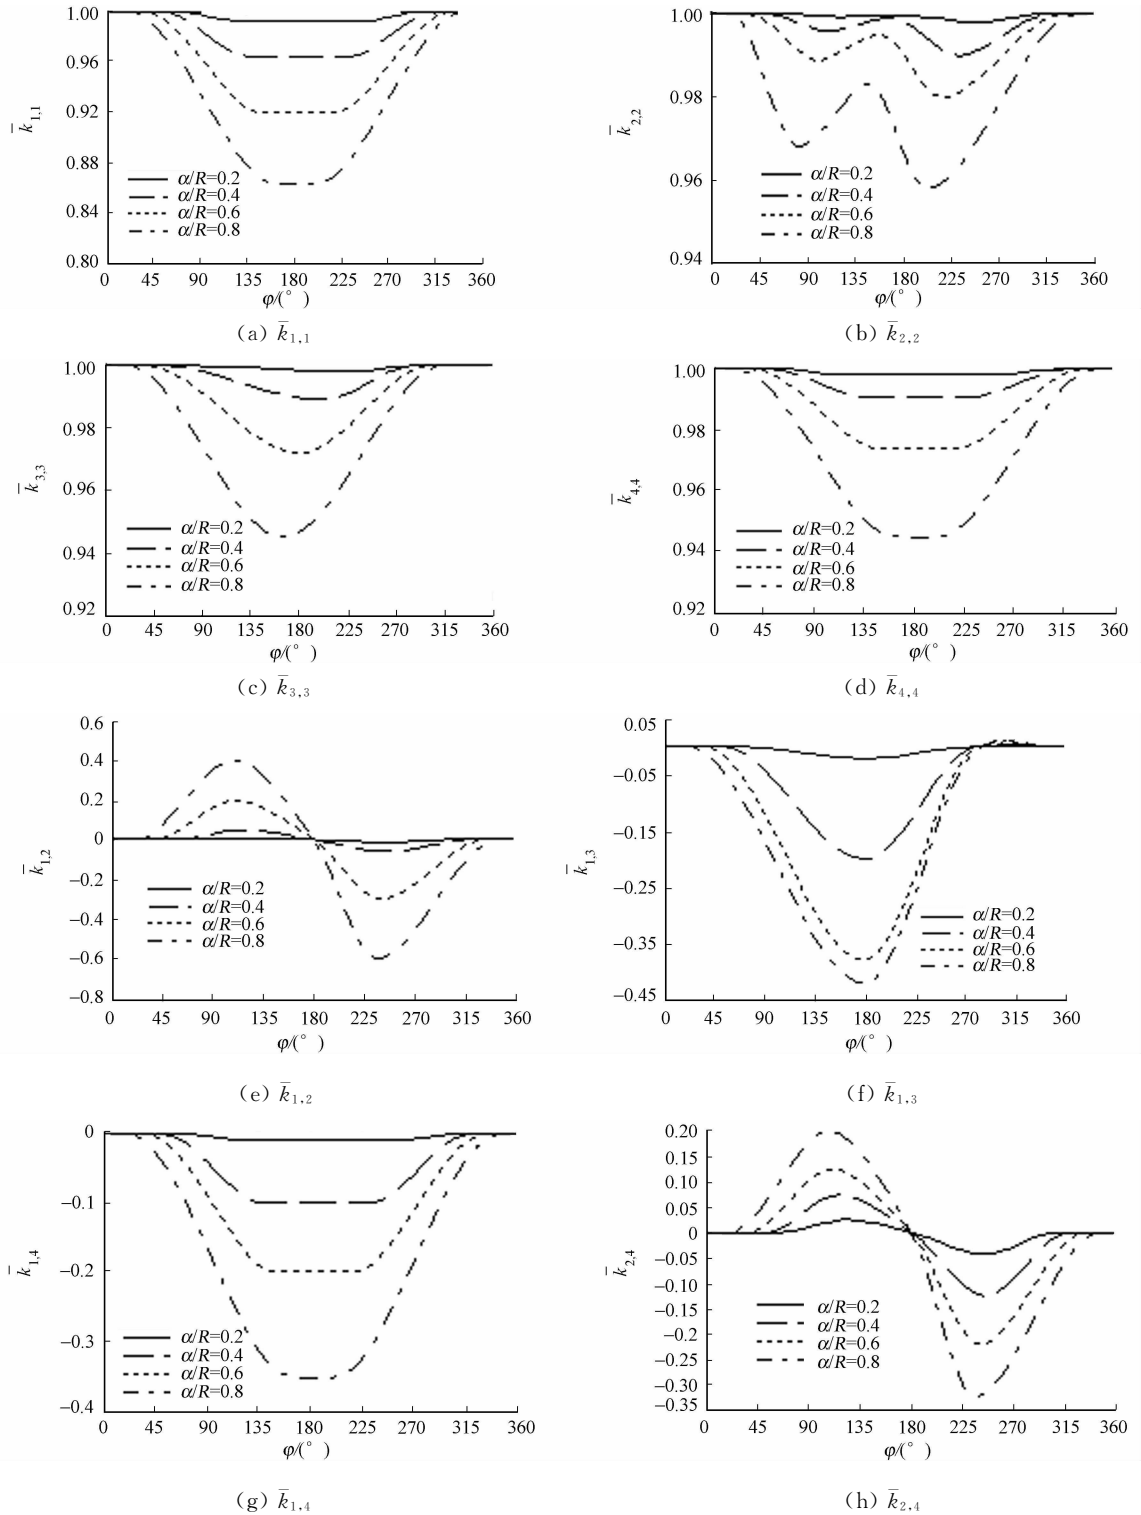 1.00
0.96
0.92
0.88
0.84
0.80
k̄1,1
α/R=0.2
α/R=0.4
α/R=0.6
α/R=0.8
0 45 90 135 180 225 270 315 360
φ/(°)
(a) k̄1,1
1.00
0.98
0.96
0.94
k̄2,2
α/R=0.2
α/R=0.4
α/R=0.6
α/R=0.8
0 45 90 135 180 225 270 315 360
φ/(°)
(b) k̄2,2
1.00
0.98
0.96
0.94
0.92
k̄3,3
α/R=0.2
α/R=0.4
α/R=0.6
α/R=0.8
0 45 90 135 180 225 270 315 360
φ/(°)
(c) k̄3,3
1.00
0.98
0.96
0.94
0.92
k̄4,4
α/R=0.2
α/R=0.4
α/R=0.6
α/R=0.8
0 45 90 135 180 225 270 315 360
φ/(°)
(d) k̄4,4
0.6
0.4
0.2
0
−0.2
−0.4
−0.6
−0.8
k̄1,2
α/R=0.2
α/R=0.4
α/R=0.6
α/R=0.8
0 45 90 135 180 225 270 315 360
φ/(°)
(e) k̄1,2
0.05
−0.05
−0.15
−0.25
−0.35
−0.45
k̄1,3
α/R=0.2
α/R=0.4
α/R=0.6
α/R=0.8
0 45 90 135 180 225 270 315 360
φ/(°)
(f) k̄1,3
0
−0.1
−0.2
−0.3
−0.4
k̄1,4
α/R=0.2
α/R=0.4
α/R=0.6
α/R=0.8
0 45 90 135 180 225 270 315 360
φ/(°)
(g) k̄1,4
0.20
0.15
0.10
0.05
0
−0.05
−0.10
−0.15
−0.2
−0.25
−0.30
−0.35
k̄2,4
α/R=0.2
α/R=0.4
α/R=0.6
α/R=0.8
0 45 90 135 180 225 270 315 360
φ/(°)
(h) k̄2,4